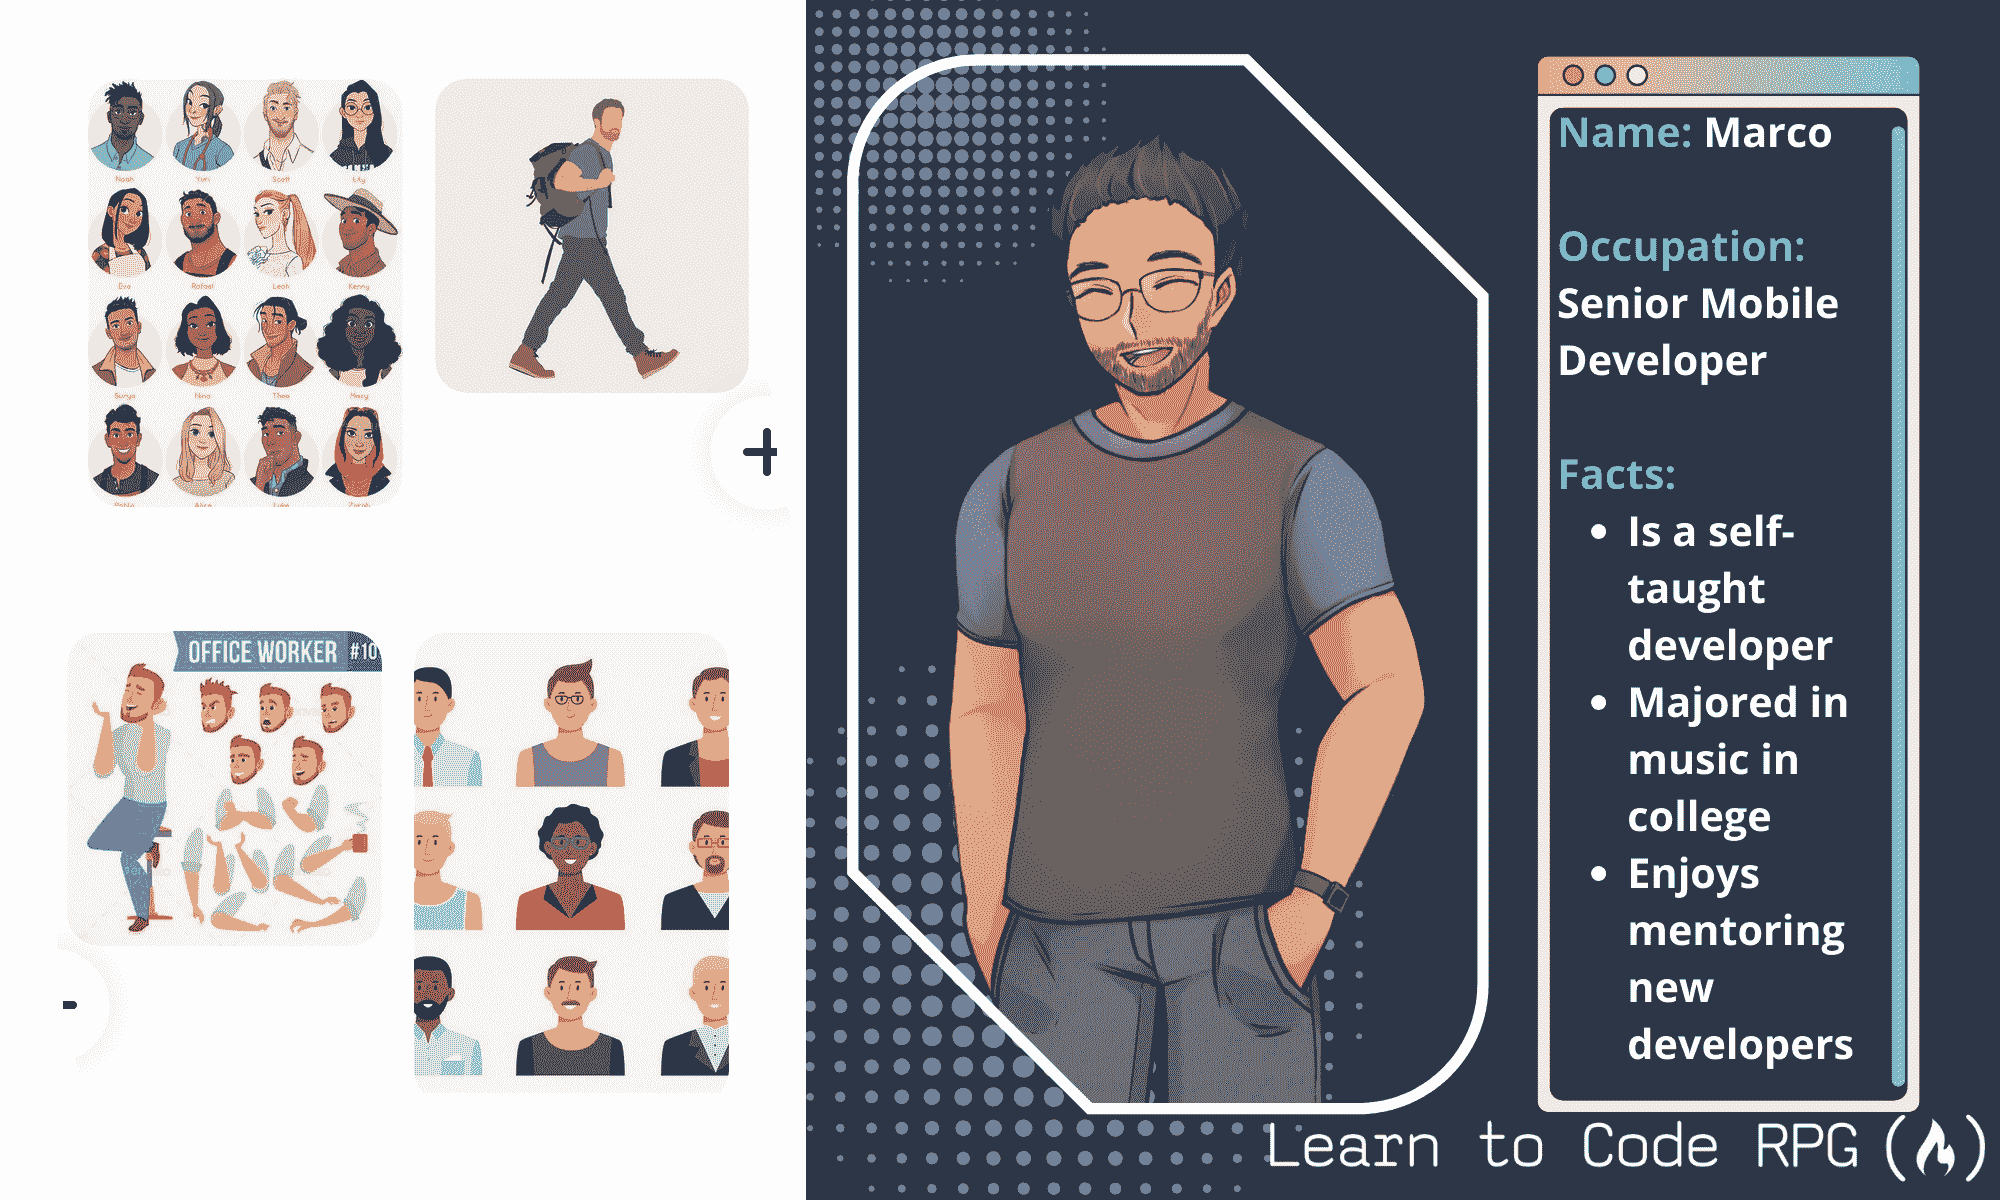 Noah Yuri Scott Lily
Eva Rafael Leah Kenny
Surya Nina Theo Macy
Pablo Alice Luke Zarah
OFFICE WORKER #10
Name: Marco
Occupation:
Senior Mobile
Developer
Facts:
• Is a self-
taught
developer
• Majored in
music in
college
• Enjoys
mentoring
new
developers
Learn to Code RPG